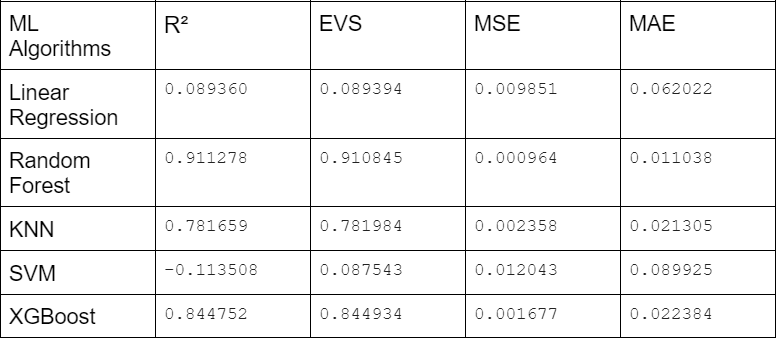 ML Algorithms R² EVS MSE MAE
Linear Regression 0.089360 0.089394 0.009851 0.062022
Random Forest 0.911278 0.910845 0.000964 0.011038
KNN 0.781659 0.781984 0.002358 0.021305
SVM -0.113508 0.087543 0.012043 0.089925
XGBoost 0.844752 0.844934 0.001677 0.022384